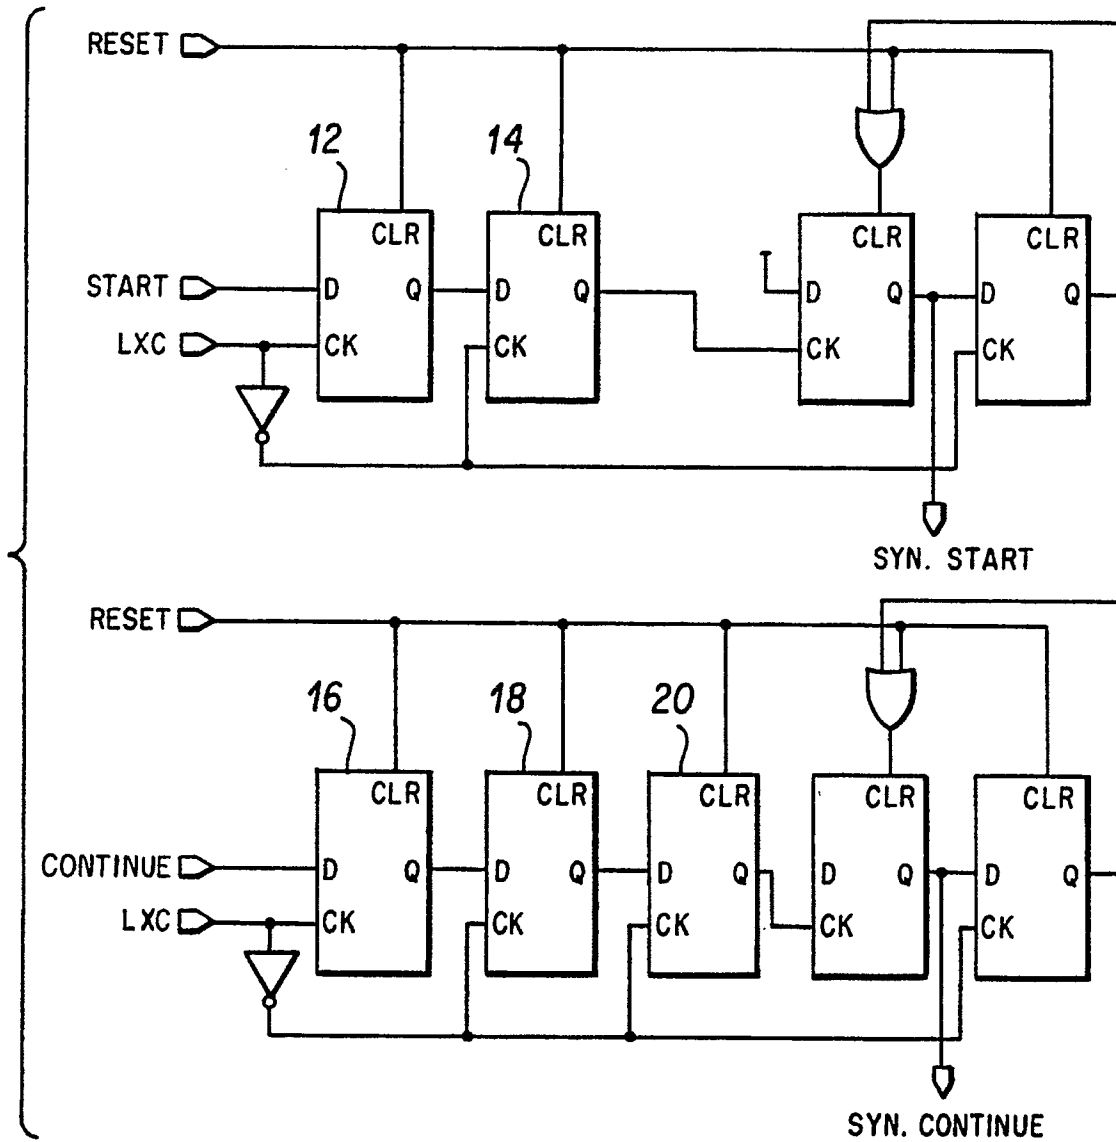 RESET
12
14
CLR
CLR
CLR
CLR
START
D
Q
D
Q
D
Q
D
Q
LXC
CK
CK
CK
CK
SYN. START
RESET
16
18
20
CLR
CLR
CLR
CLR
CLR
CONTINUE
D
Q
D
Q
D
Q
D
Q
D
Q
LXC
CK
CK
CK
CK
CK
SYN. CONTINUE